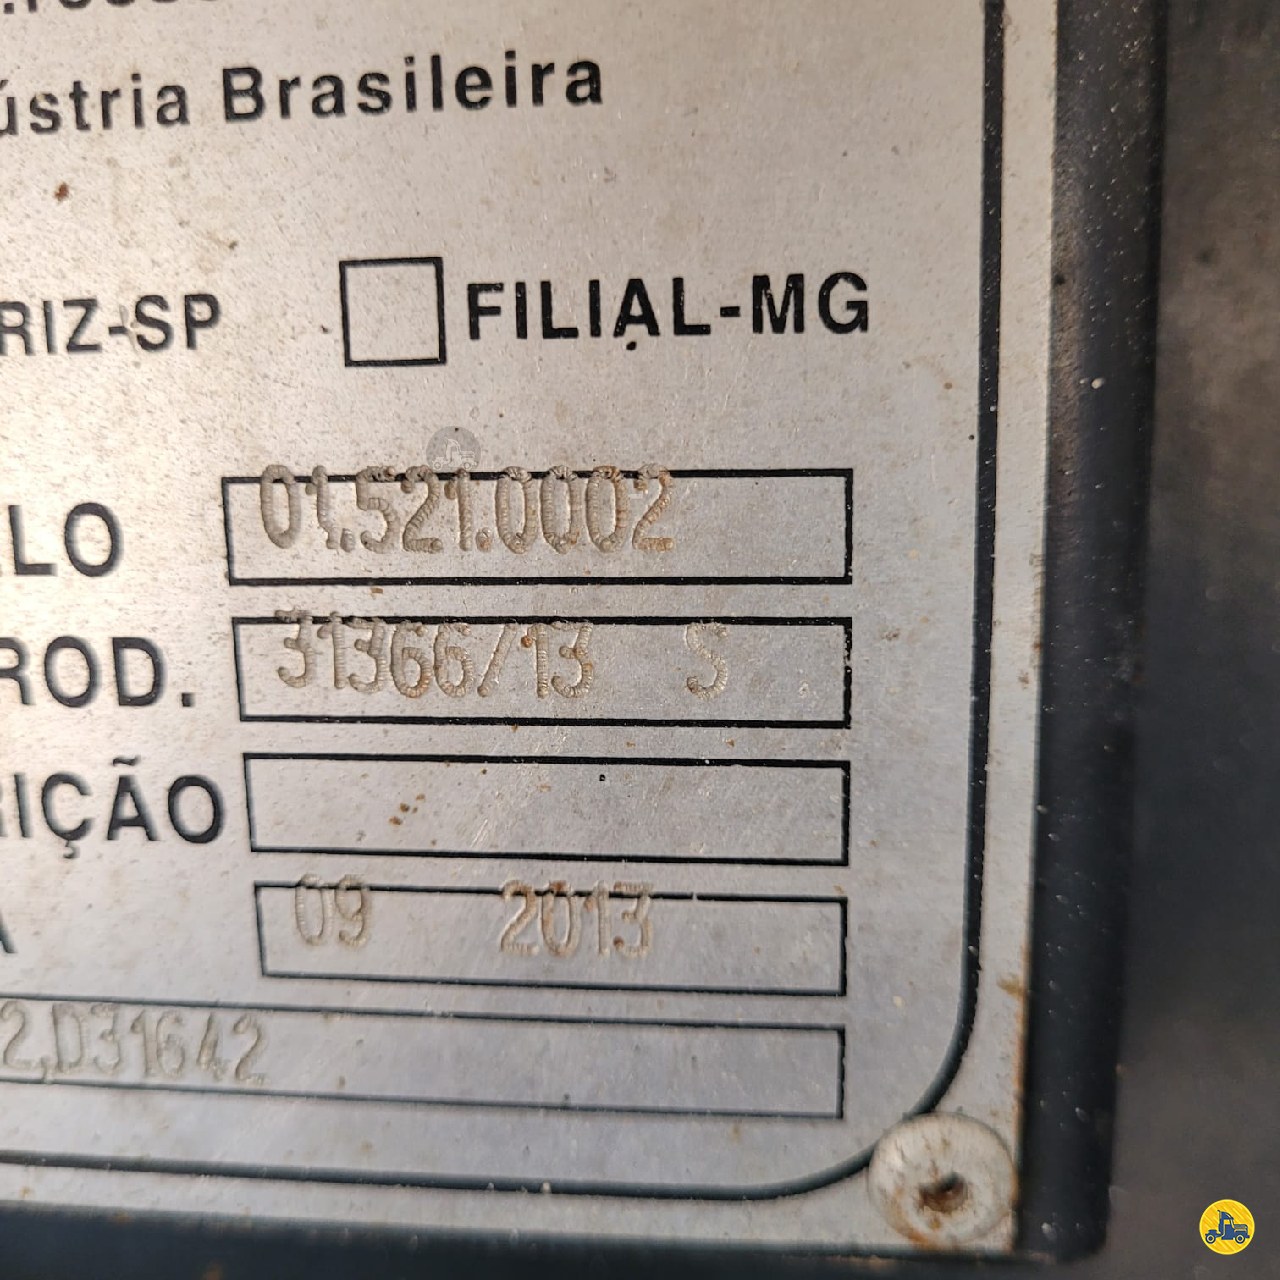 ústria Brasileira
RIZ-SP FILIAL-MG
LO 01.521.0002
ROD. 31366/13 S
RIÇÃO
A 09 2013
2.D31642